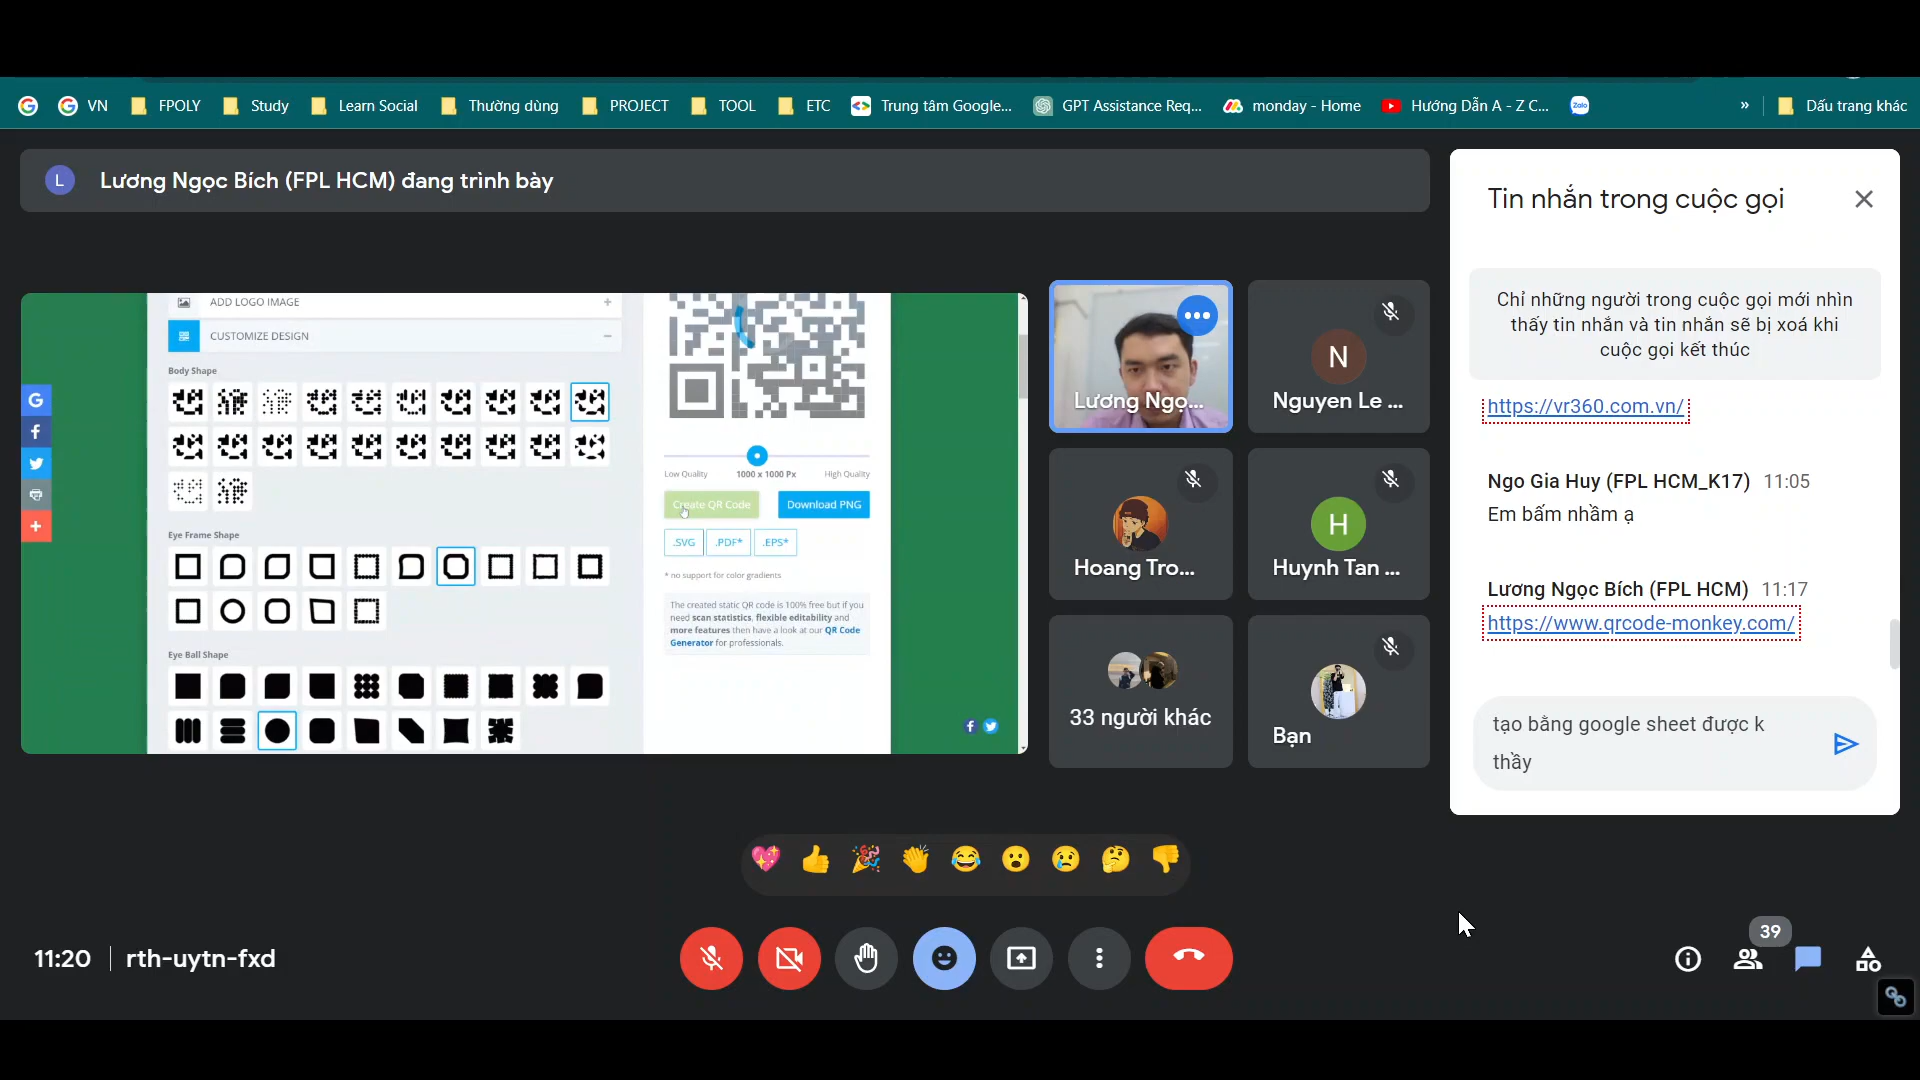 VN
FPOLY
Study
Learn Social
Thường dùng
PROJECT
TOOL
ETC
Trung tâm Google...
GPT Assistance Req...
monday - Home
Hướng Dẫn A - Z C...
Zalo
»
Dấu trang khác
L
Lương Ngọc Bích (FPL HCM) đang trình bày
ADD LOGO IMAGE
CUSTOMIZE DESIGN
Body Shape
Eye Frame Shape
Eye Ball Shape
Low Quality
1000 x 1000 Px
High Quality
Create QR Code
Download PNG
.SVG
.PDF*
.EPS*
* no support for color gradients
The created static QR code is 100% free but if you
need scan statistics, flexible editability and
more features then have a look at our QR Code
Generator for professionals.
Lương Ngọ...
N
Nguyen Le ...
Hoang Tro...
H
Huynh Tan ...
33 người khác
Bạn
Tin nhắn trong cuộc gọi
Chỉ những người trong cuộc gọi mới nhìn
thấy tin nhắn và tin nhắn sẽ bị xoá khi
cuộc gọi kết thúc
https://vr360.com.vn/
Ngo Gia Huy (FPL HCM_K17) 11:05
Em bấm nhầm ạ
Lương Ngọc Bích (FPL HCM) 11:17
https://www.qrcode-monkey.com/
tạo bằng google sheet được k
thầy
11:20
rth-uytn-fxd
39